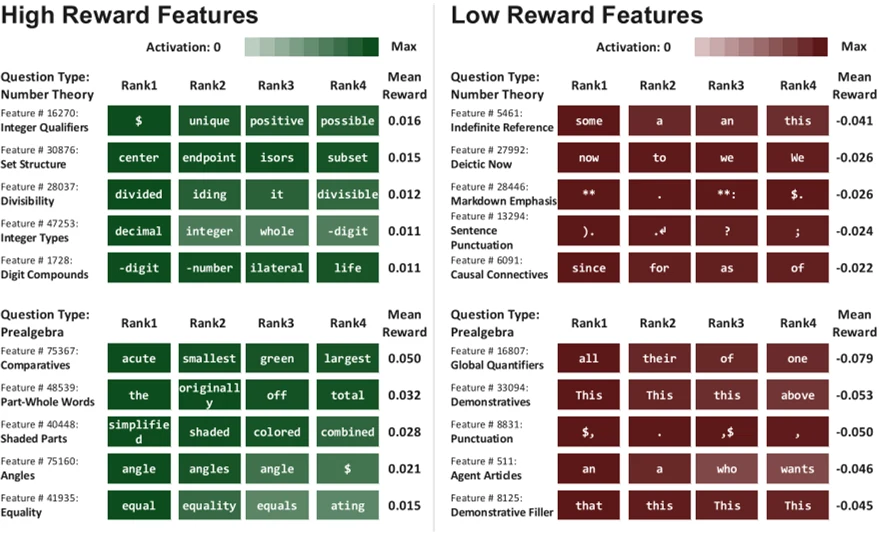 High Reward Features
Activation: 0 Max
Question Type:
Number Theory Rank1 Rank2 Rank3 Rank4 Mean Reward
Feature # 16270:
Integer Qualifiers $ unique positive possible 0.016
Feature # 30876:
Set Structure center endpoint isors subset 0.015
Feature # 28037:
Divisibility divided iding it divisible 0.012
Feature # 47253:
Integer Types decimal integer whole -digit 0.011
Feature # 1728:
Digit Compounds -digit -number ilateral life 0.011
Question Type:
Prealgebra Rank1 Rank2 Rank3 Rank4 Mean Reward
Feature # 75367:
Comparatives acute smallest green largest 0.050
Feature # 48539:
Part-Whole Words the originally off total 0.032
Feature # 40448:
Shaded Parts simplified shaded colored combined 0.028
Feature # 75160:
Angles angle angles angle $ 0.021
Feature # 41935:
Equality equal equality equals ating 0.015
Low Reward Features
Activation: 0 Max
Question Type:
Number Theory Rank1 Rank2 Rank3 Rank4 Mean Reward
Feature # 5461:
Indefinite Reference some a an this -0.041
Feature # 27992:
Deictic Now now to we We -0.026
Feature # 28446:
Markdown Emphasis ** . **: $. -0.026
Feature # 13294:
Sentence
Punctuation ). .↲ ? ; -0.024
Feature # 6091:
Causal Connectives since for as of -0.022
Question Type:
Prealgebra Rank1 Rank2 Rank3 Rank4 Mean Reward
Feature # 16807:
Global Quantifiers all their of one -0.079
Feature # 33094:
Demonstratives This This this above -0.053
Feature # 8831:
Punctuation $, . ,$ , -0.050
Feature # 511:
Agent Articles an a who wants -0.046
Feature # 8125:
Demonstrative Filler that this This This -0.045